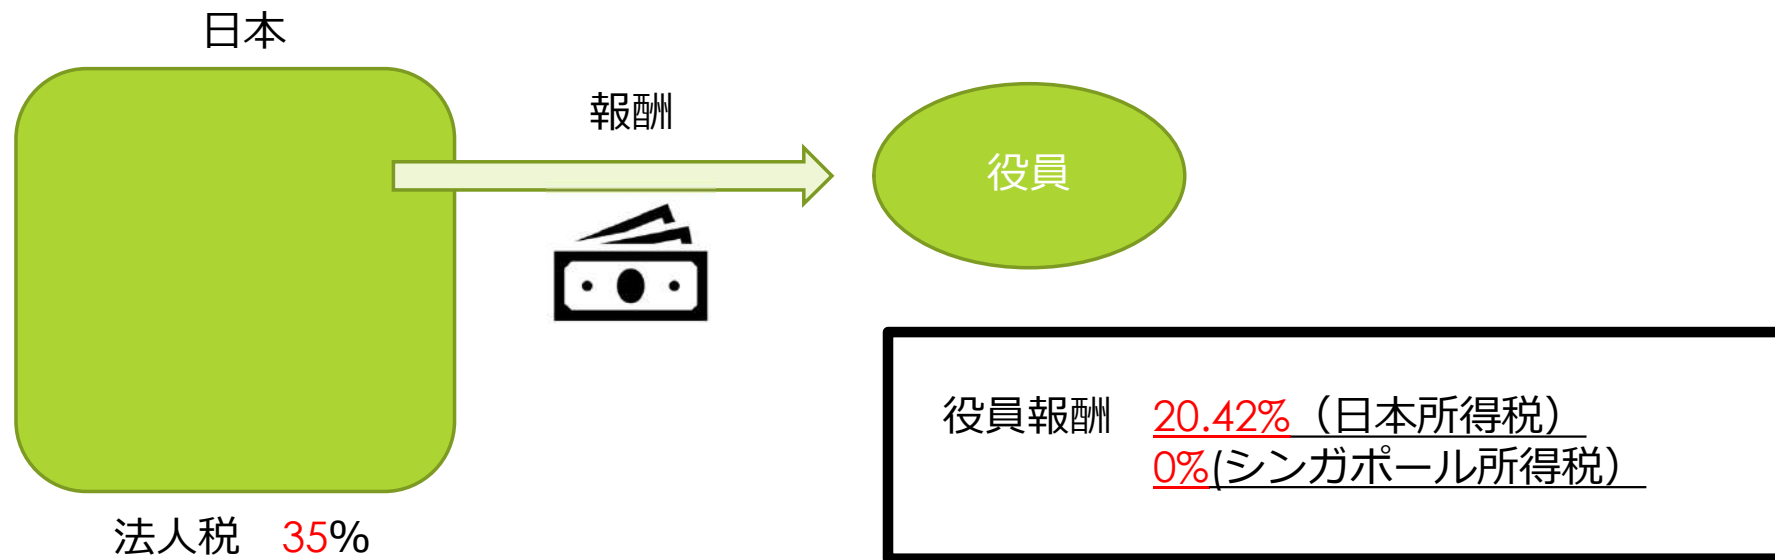 日本
報酬
役員
役員報酬　20.42%（日本所得税）
0%(シンガポール所得税）
法人税　35%